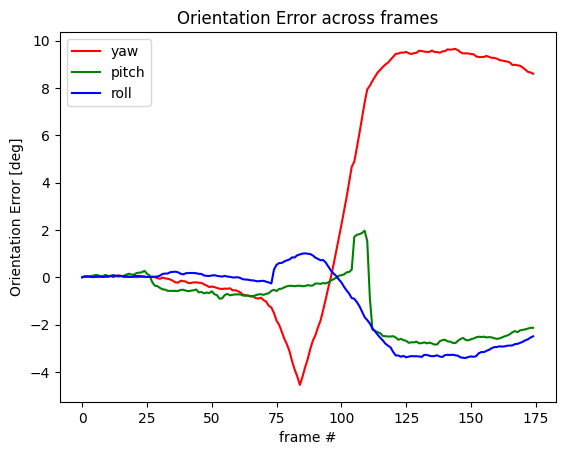 Orientation Error across frames
yaw
pitch
roll
Orientation Error [deg]
10
8
6
4
2
0
−2
−4
0 25 50 75 100 125 150 175
frame #